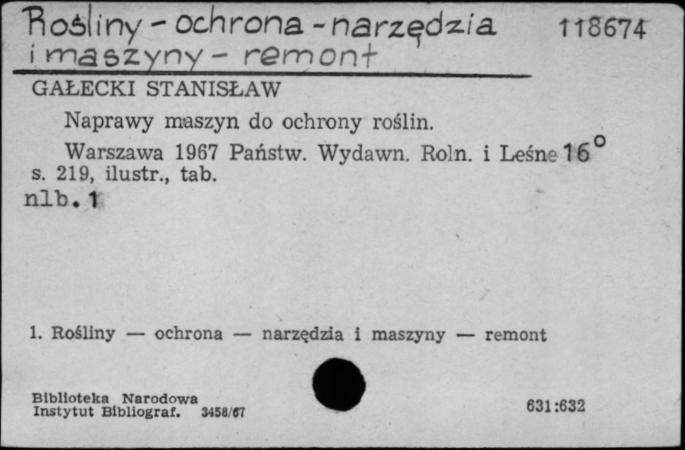 Rośliny - ochrona - narzędzia 118674
i maszyny - remont
GAŁECKI STANISŁAW
Naprawy maszyn do ochrony roślin.
Warszawa 1967 Państw. Wydawn. Roln. i Leśne 16°
s. 219, ilustr., tab.
nlb. 1
1. Rośliny — ochrona — narzędzia i maszyny — remont
Biblioteka Narodowa
Instytut Bibliograf. 3458/67 631:632